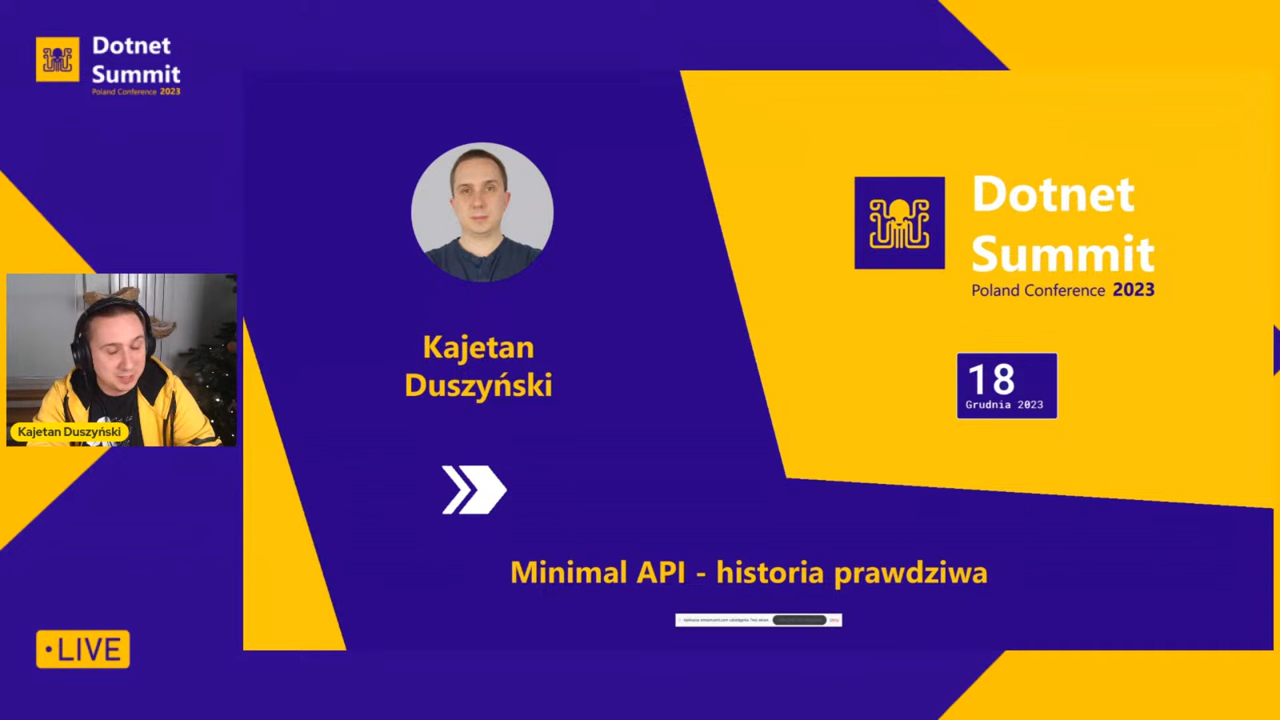 Dotnet
Summit
Poland Conference 2023
Dotnet
Summit
Poland Conference 2023
18
Grudnia 2023
Kajetan
Duszyński
Kajetan Duszyński
Minimal API - historia prawdziwa
• LIVE